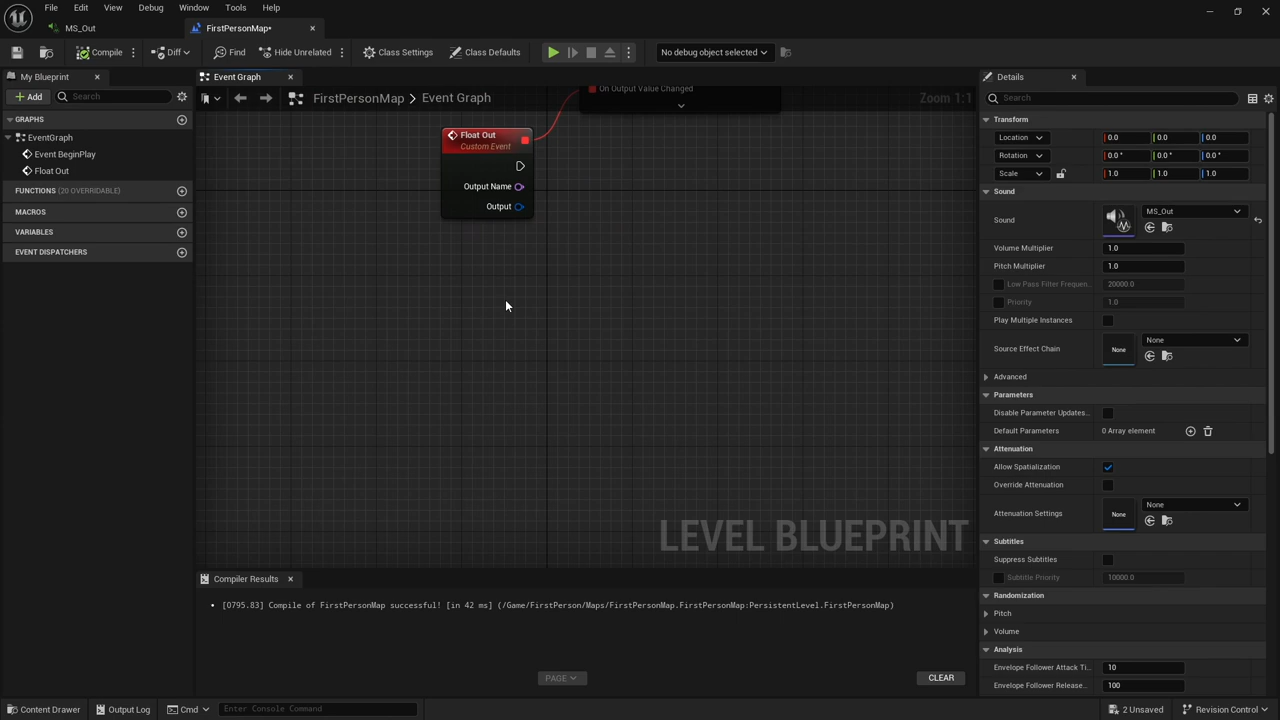 File Edit View Debug Window Tools Help
MS_Out
FirstPersonMap*
Compile
Diff
Find
Hide Unrelated
Class Settings
Class Defaults
No debug object selected
My Blueprint
Event Graph
Details
Add
Search
FirstPersonMap > Event Graph
Zoom 1:1
Search
GRAPHS
EventGraph
Event BeginPlay
Float Out
FUNCTIONS (20 OVERRIDABLE)
MACROS
VARIABLES
EVENT DISPATCHERS
On Output Value Changed
Float Out
Custom Event
Output Name
Output
LEVEL BLUEPRINT
Transform
Location 0.0 0.0 0.0
Rotation 0.0 ° 0.0 ° 0.0 °
Scale 1.0 1.0 1.0
Sound
Sound
MS_Out
Volume Multiplier 1.0
Pitch Multiplier 1.0
Low Pass Filter Frequen... 20000.0
Priority 1.0
Play Multiple Instances
Source Effect Chain None None
Advanced
Parameters
Disable Parameter Updates...
Default Parameters 0 Array element
Attenuation
Allow Spatialization
Override Attenuation
Attenuation Settings None None
Subtitles
Suppress Subtitles
Subtitle Priority 10000.0
Randomization
Pitch
Volume
Analysis
Envelope Follower Attack Ti... 10
Envelope Follower Release... 100
Compiler Results
[0795.83] Compile of FirstPersonMap successful! [in 42 ms] (/Game/FirstPerson/Maps/FirstPersonMap.FirstPersonMap:PersistentLevel.FirstPersonMap)
PAGE
CLEAR
Content Drawer
Output Log
Cmd
Enter Console Command
2 Unsaved
Revision Control